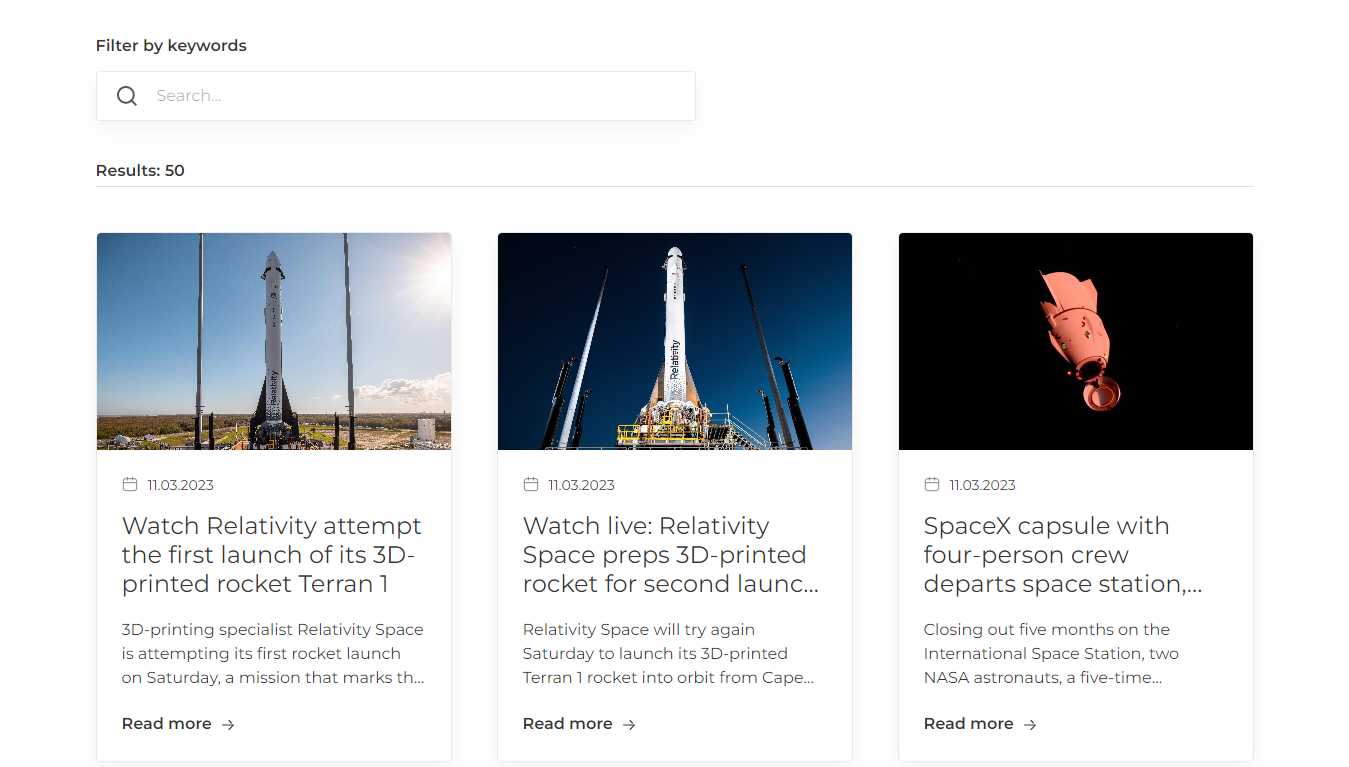 Filter by keywords
Search...
Results: 50
Relativity
Relativity
11.03.2023
Watch Relativity attempt
the first launch of its 3D-
printed rocket Terran 1
3D-printing specialist Relativity Space
is attempting its first rocket launch
on Saturday, a mission that marks th...
Read more
11.03.2023
Watch live: Relativity
Space preps 3D-printed
rocket for second launc...
Relativity Space will try again
Saturday to launch its 3D-printed
Terran 1 rocket into orbit from Cape...
Read more
11.03.2023
SpaceX capsule with
four-person crew
departs space station,...
Closing out five months on the
International Space Station, two
NASA astronauts, a five-time...
Read more